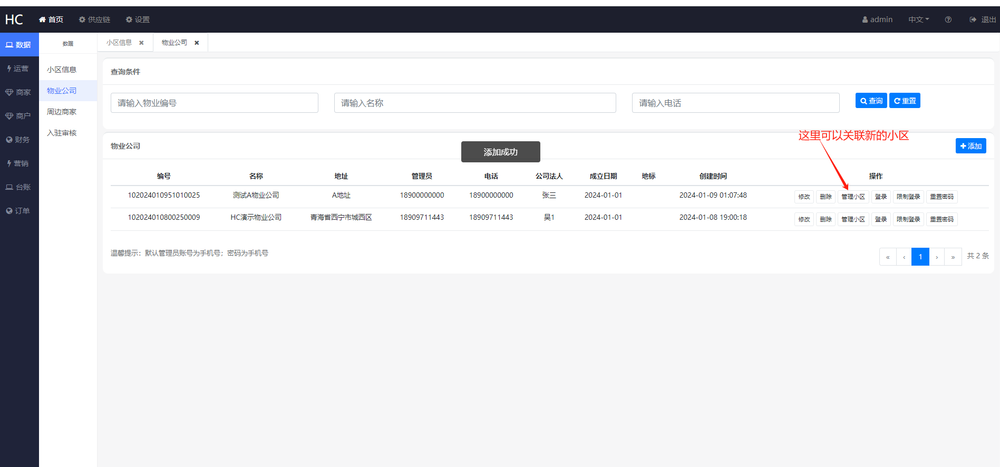 HC 首页 供应链 设置 admin 中文 退出
数据 数据 小区信息 物业公司
运营
商家
商户
财务
营销
台账
订单
小区信息
物业公司
周边商家
入驻审核
查询条件
请输入物业编号 请输入名称 请输入电话 查询 重置
这里可以关联新的小区
物业公司 添加成功 添加
编号 名称 地址 管理员 电话 公司法人 成立日期 地标 创建时间 操作
102024010951010025 测试A物业公司 A地址 18900000000 18900000000 张三 2024-01-01 2024-01-09 01:07:48 修改 删除 管理小区 登录 限制登录 重置密码
102024010800250009 HC演示物业公司 青海省西宁市城西区 18909711443 18909711443 吴1 2024-01-01 2024-01-08 19:00:18 修改 删除 管理小区 登录 限制登录 重置密码
温馨提示：默认管理员账号为手机号；密码为手机号
« ‹ 1 › » 共 2 条